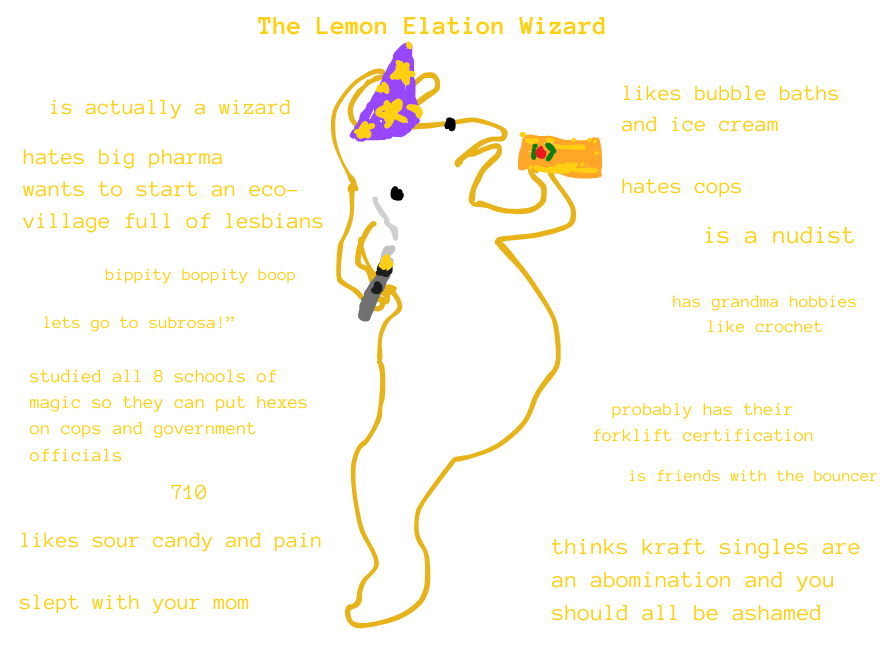 The Lemon Elation Wizard
is actually a wizard
hates big pharma
wants to start an eco-
village full of lesbians
bippity boppity boop
lets go to subrosa!”
studied all 8 schools of
magic so they can put hexes
on cops and government
officials
710
likes sour candy and pain
slept with your mom
likes bubble baths
and ice cream
hates cops
is a nudist
has grandma hobbies
like crochet
probably has their
forklift certification
is friends with the bouncer
thinks kraft singles are
an abomination and you
should all be ashamed